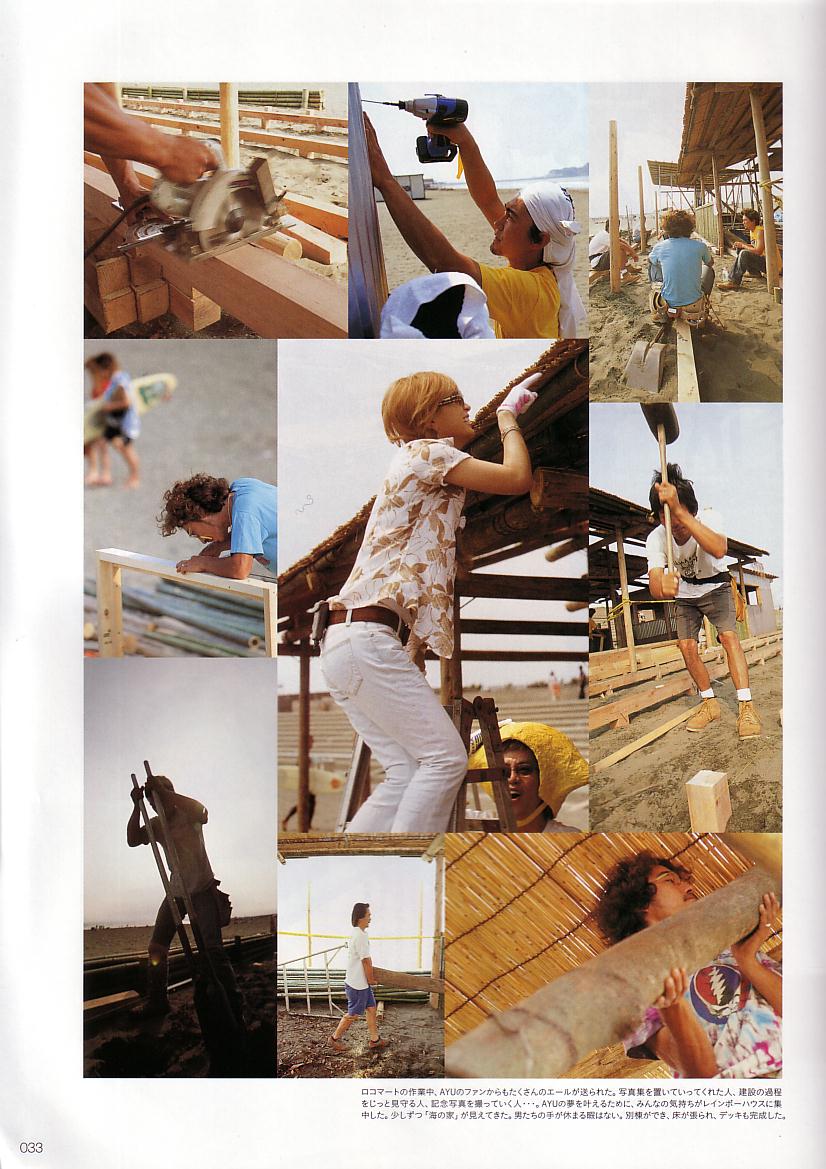 ロコマートの作業中、AYUのファンからもたくさんのエールが送られた。写真集を置いていってくれた人、建設の過程
をじっと見守る人、記念写真を撮っていく人・・・。AYUの夢を叶えるために、みんなの気持ちがレインボーハウスに集
中した。少しずつ「海の家」が見えてきた。男たちの手が休まる暇はない。別棟ができ、床が張られ、デッキも完成した。
033